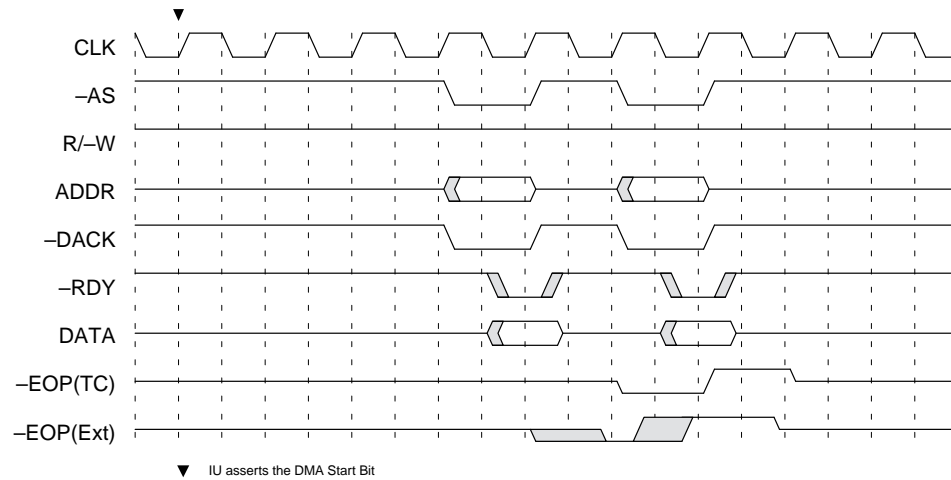 CLK
–AS
R/–W
ADDR
–DACK
–RDY
DATA
–EOP(TC)
–EOP(Ext)
▼ IU asserts the DMA Start Bit